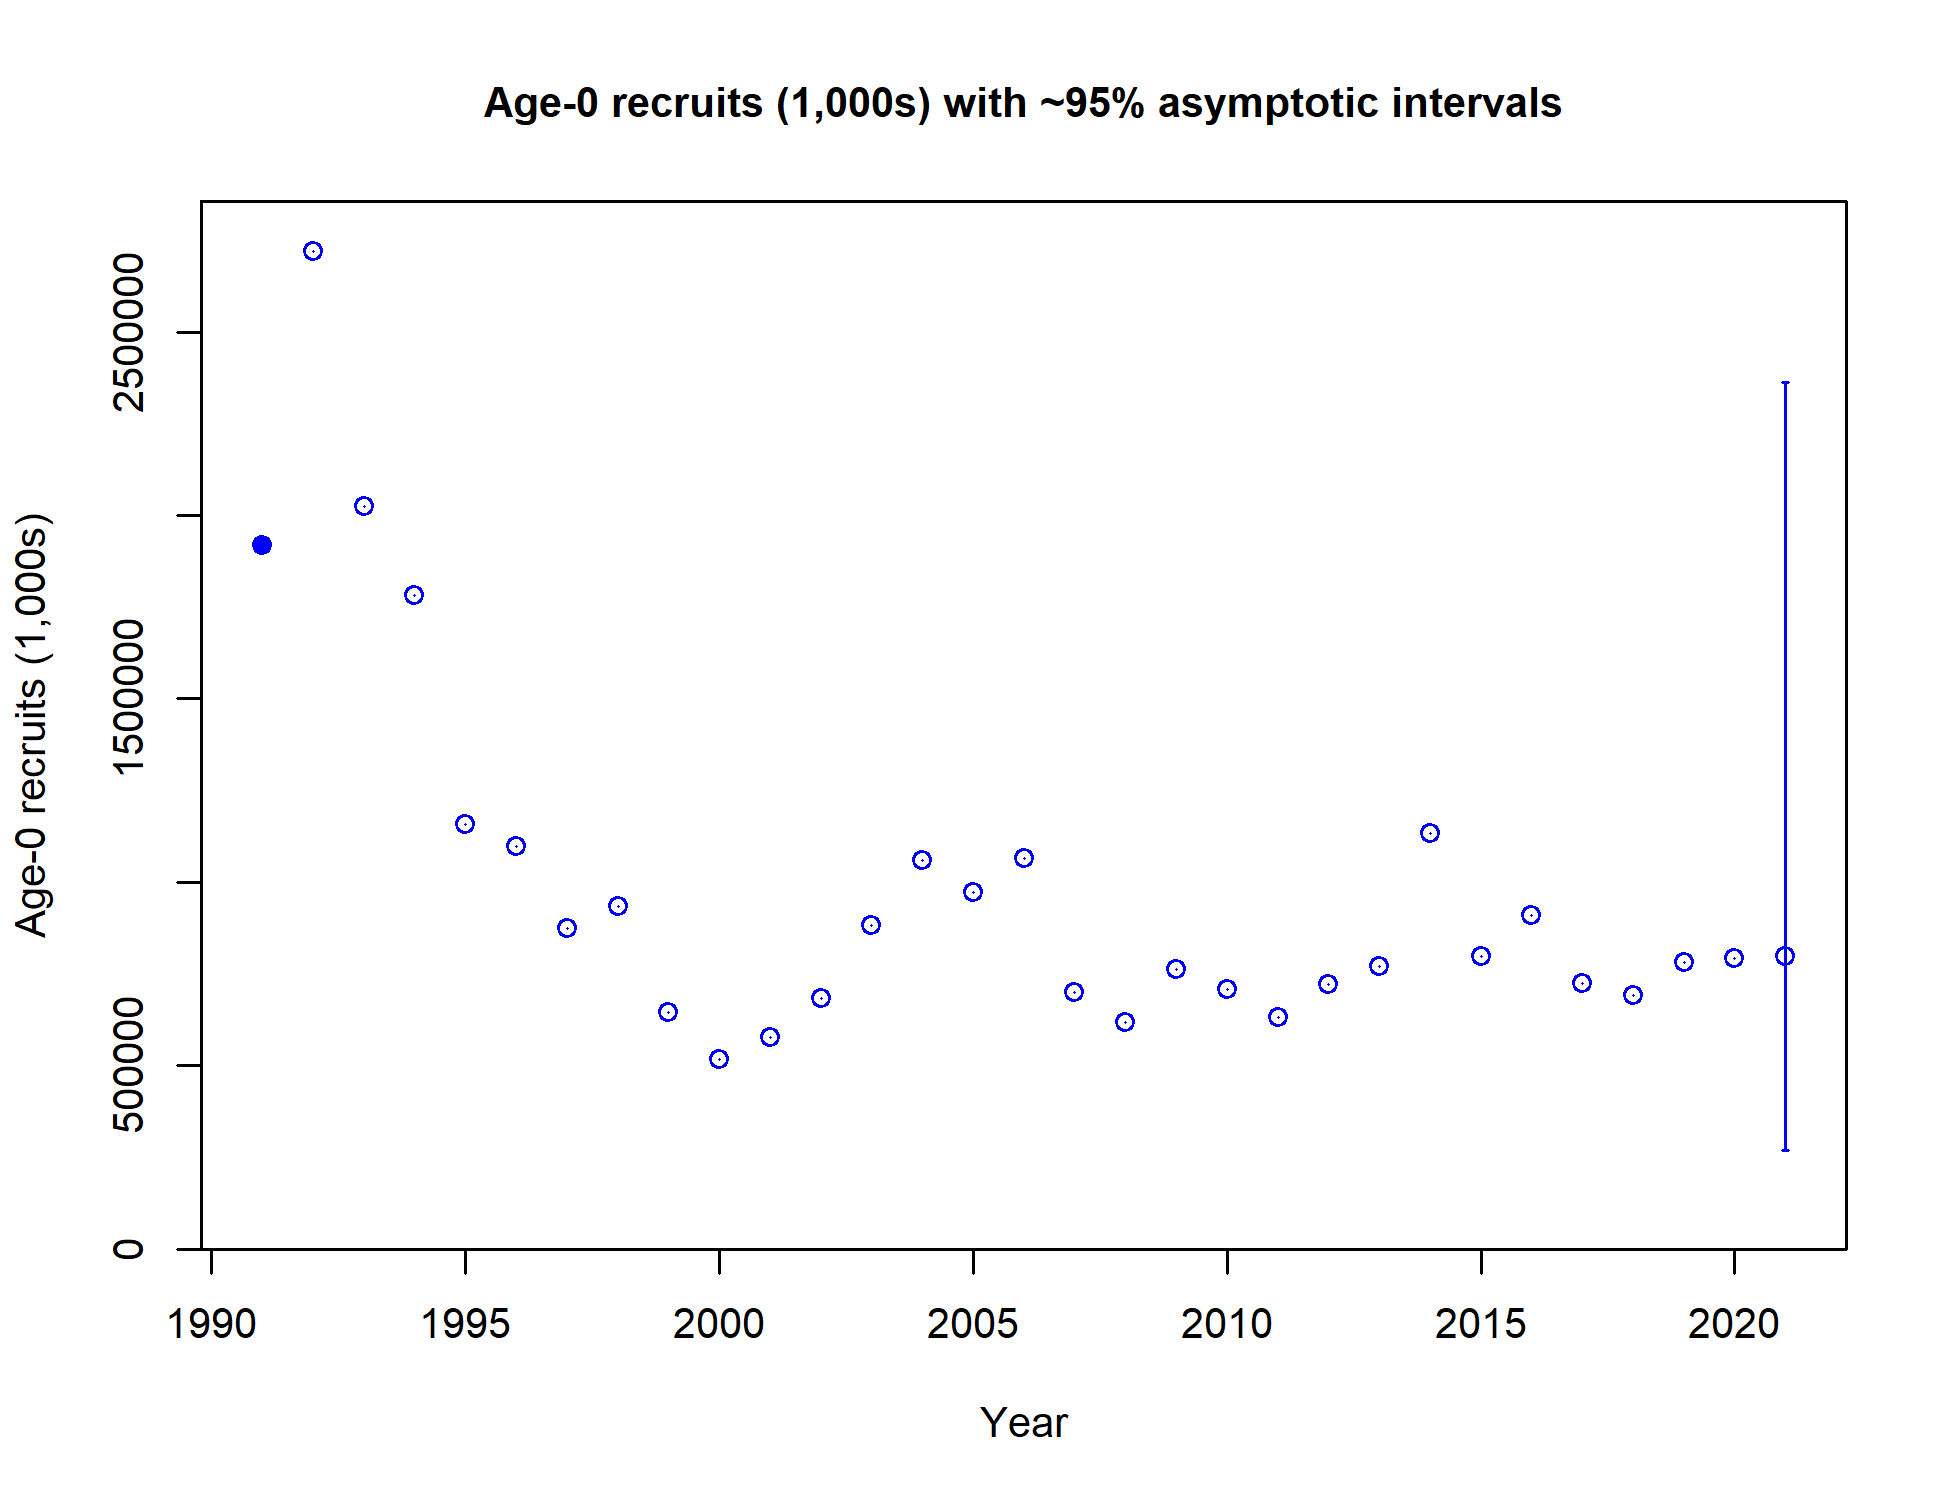 Age-0 recruits (1,000s) with ~95% asymptotic intervals
Age-0 recruits (1,000s)
2500000
1500000
500000
0
1990 1995 2000 2005 2010 2015 2020
Year